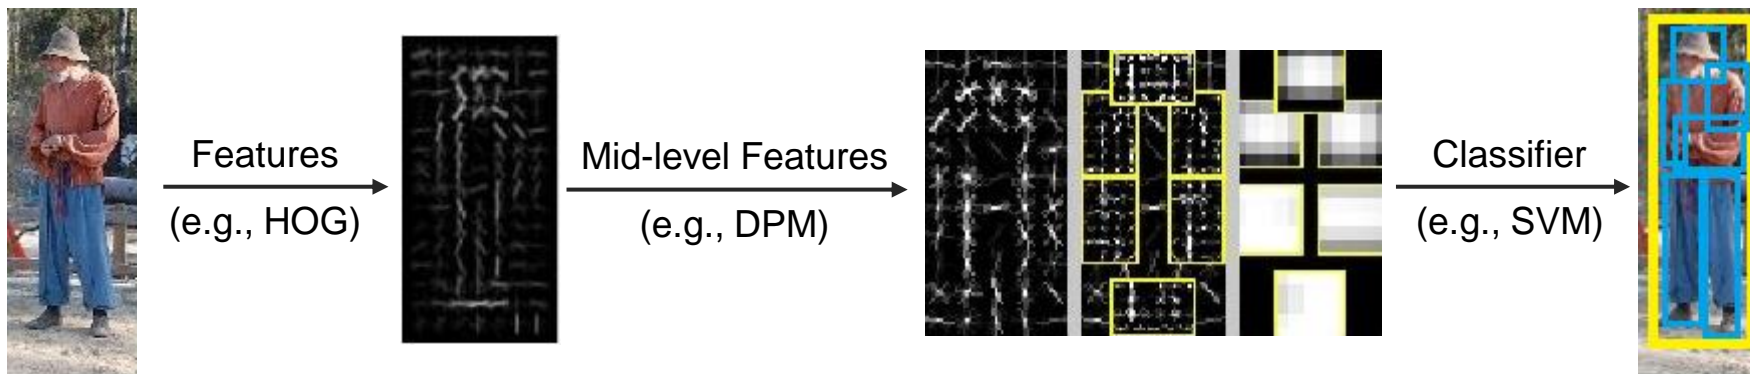 Features
(e.g., HOG)
Mid-level Features
(e.g., DPM)
Classifier
(e.g., SVM)